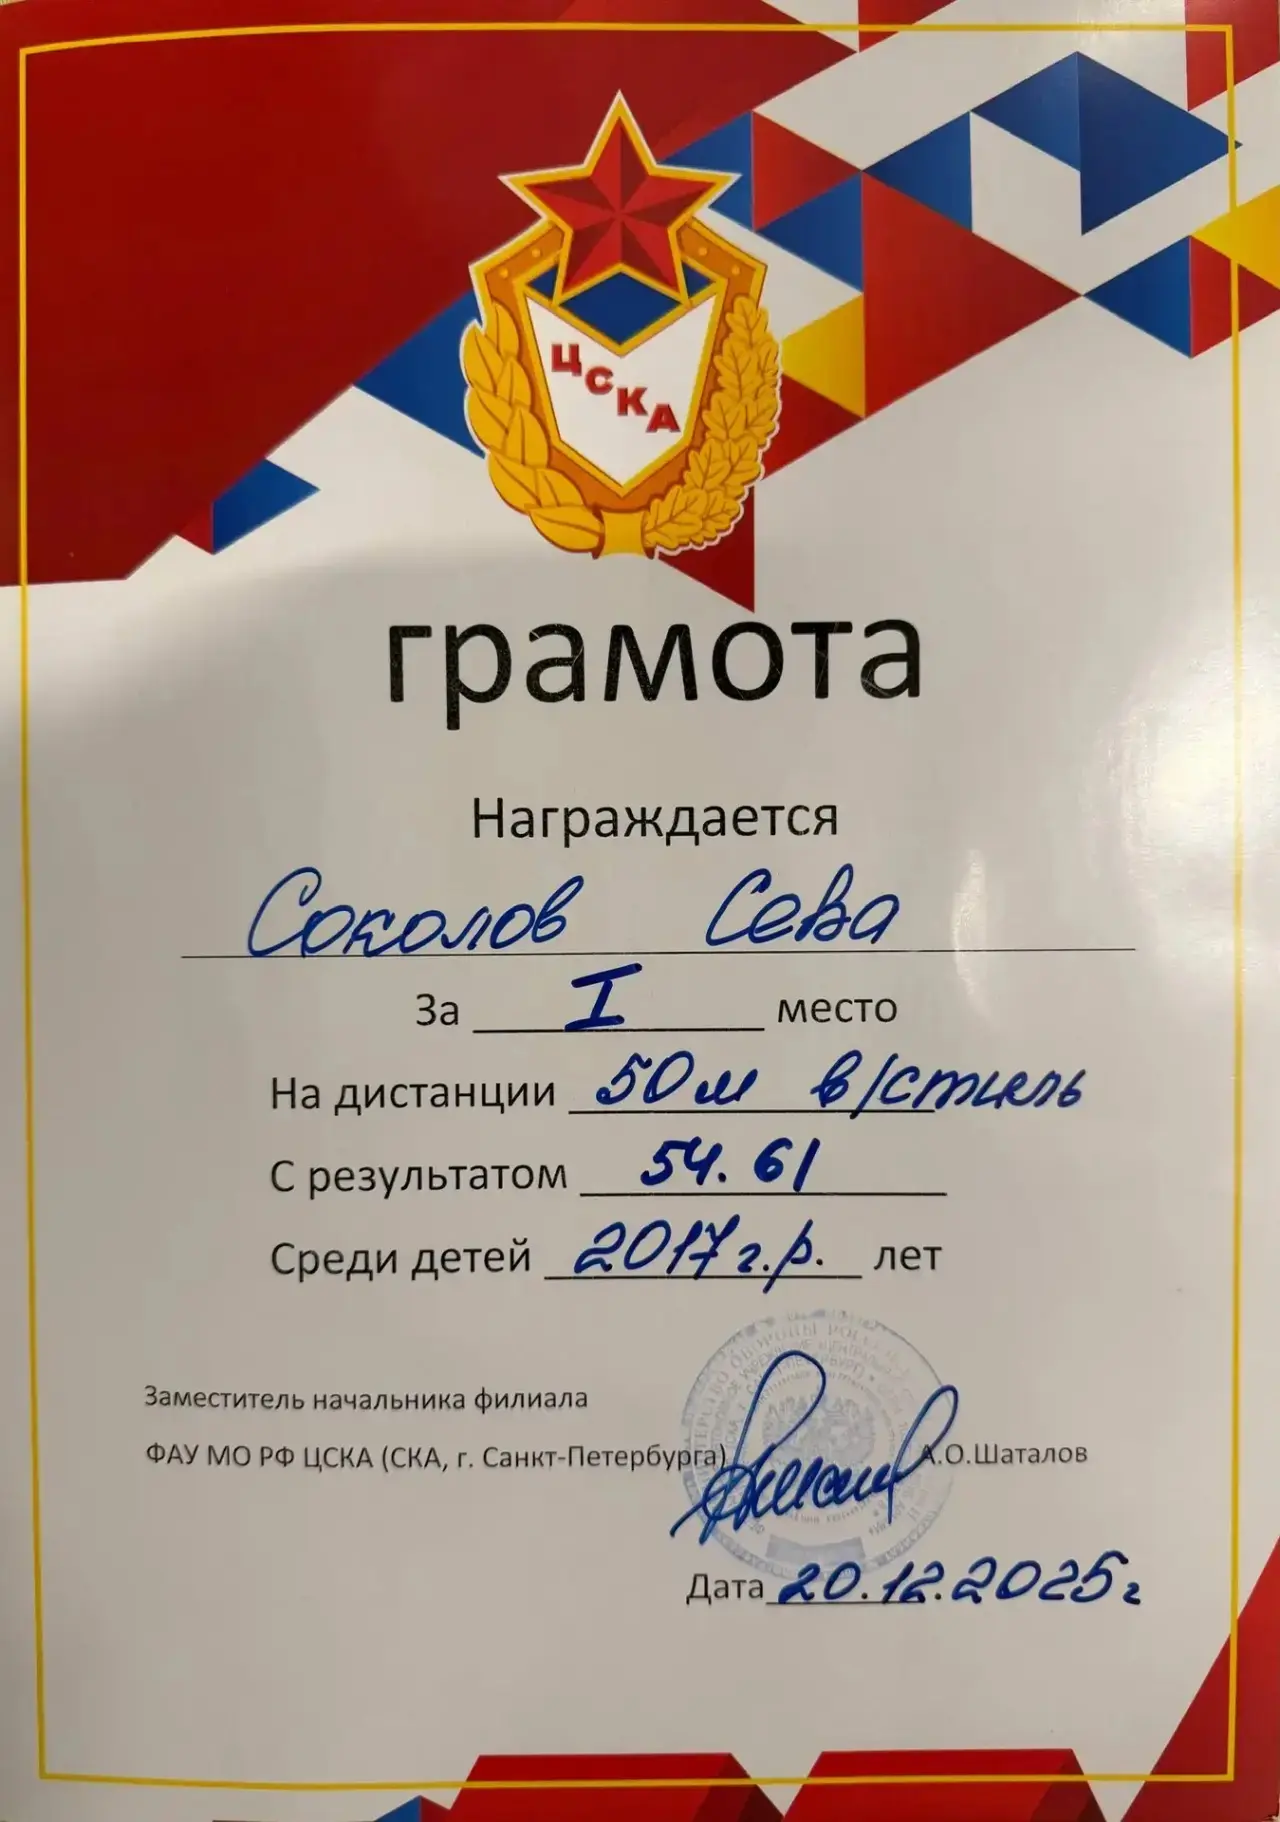 ЦСКА
грамота
Награждается
Соколов Сева
За I место
На дистанции 50м в/стиль
С результатом 54.61
Среди детей 2017 г.р. лет
Заместитель начальника филиала
ФАУ МО РФ ЦСКА (СКА, г. Санкт-Петербурга) А.О.Шаталов
Дата 20.12.2025г